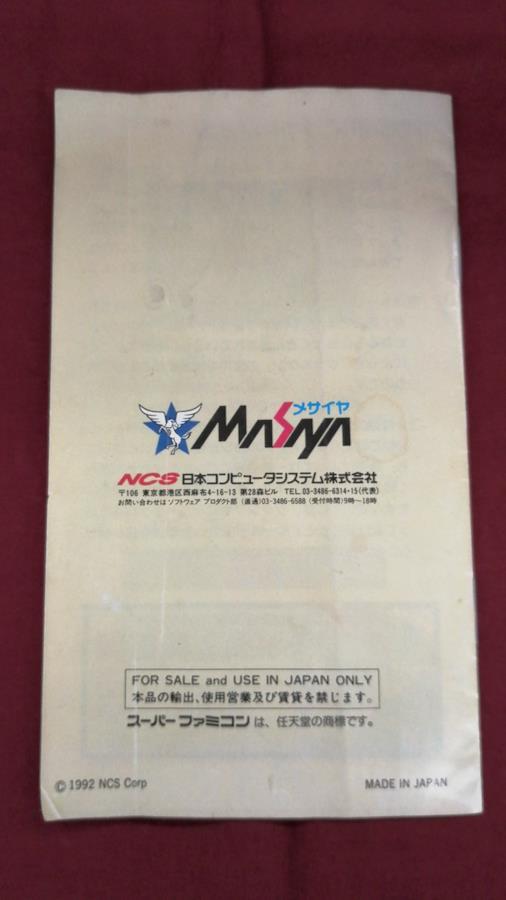 メサイヤ
MASAYA
NCS 日本コンピュータシステム株式会社
〒106 東京都港区西麻布4-16-13 第28森ビル TEL.03-3486-6314・15(代表)
お問い合わせは ソフトウェア プロダクト部 (直通)03-3486-6588 (受付時間)9時～18時
FOR SALE and USE IN JAPAN ONLY
本品の輸出、使用営業及び賃貸を禁じます。
スーパーファミコンは、任天堂の商標です。
© 1992 NCS Corp
MADE IN JAPAN